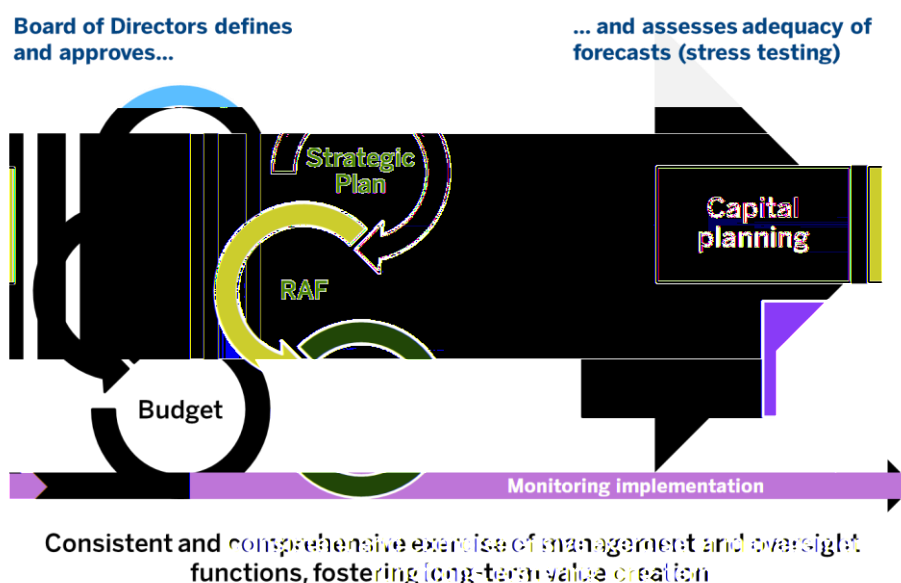 Board of Directors defines
and approves...
... and assesses adequacy of
forecasts (stress testing)
Strategic
Plan
Capital
planning
RAF
Budget
Monitoring implementation
Consistent and comprehensive exercise of management and oversight
functions, fostering long-term value creation